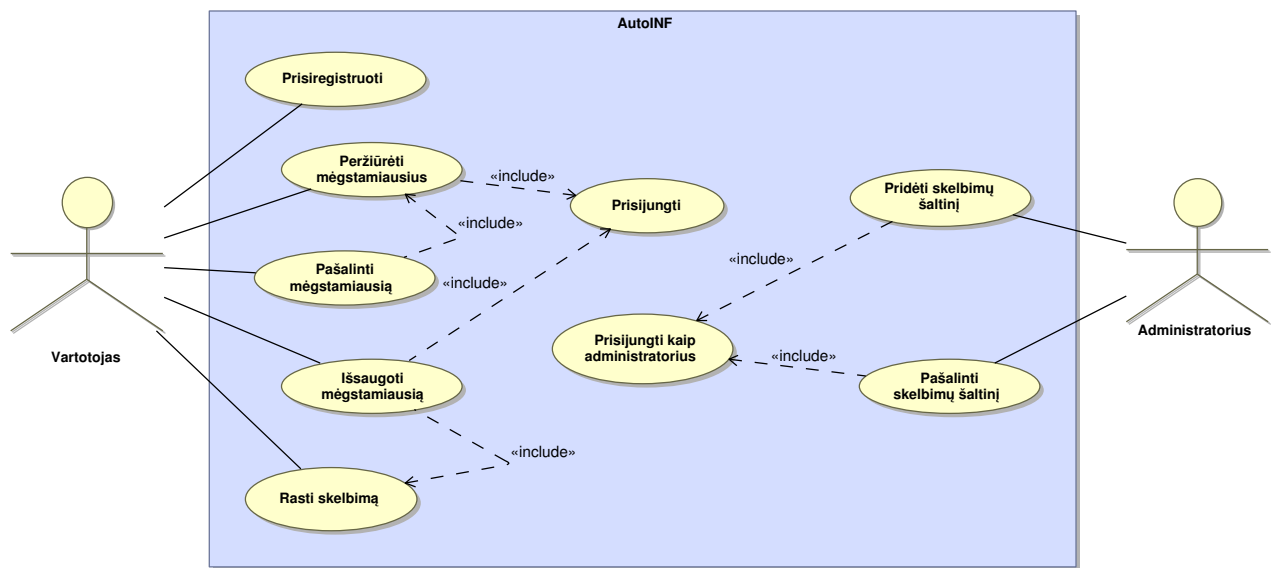 AutoINF
Prisiregistruoti
Peržiūrėti
mėgstamiausius
«include»
Prisijungti
Pridėti skelbimų
šaltinį
«include»
Pašalinti
mėgstamiausią
«include»
«include»
Vartotojas
Administratorius
Prisijungti kaip
administratorius
«include»
Išsaugoti
mėgstamiausią
Pašalinti
skelbimų šaltinį
«include»
Rasti skelbimą